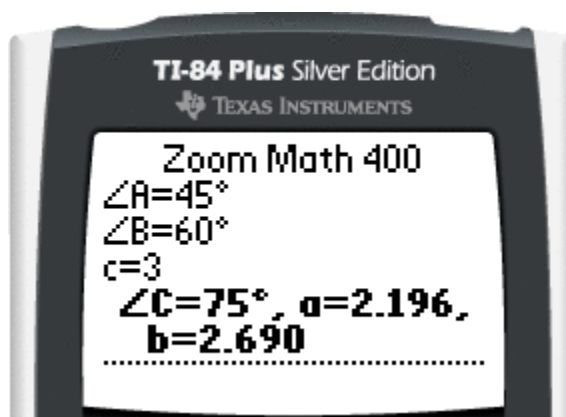 TI-84 Plus Silver Edition
TEXAS INSTRUMENTS
Zoom Math 400
∠A=45°
∠B=60°
c=3
∠C=75°, a=2.196,
b=2.690